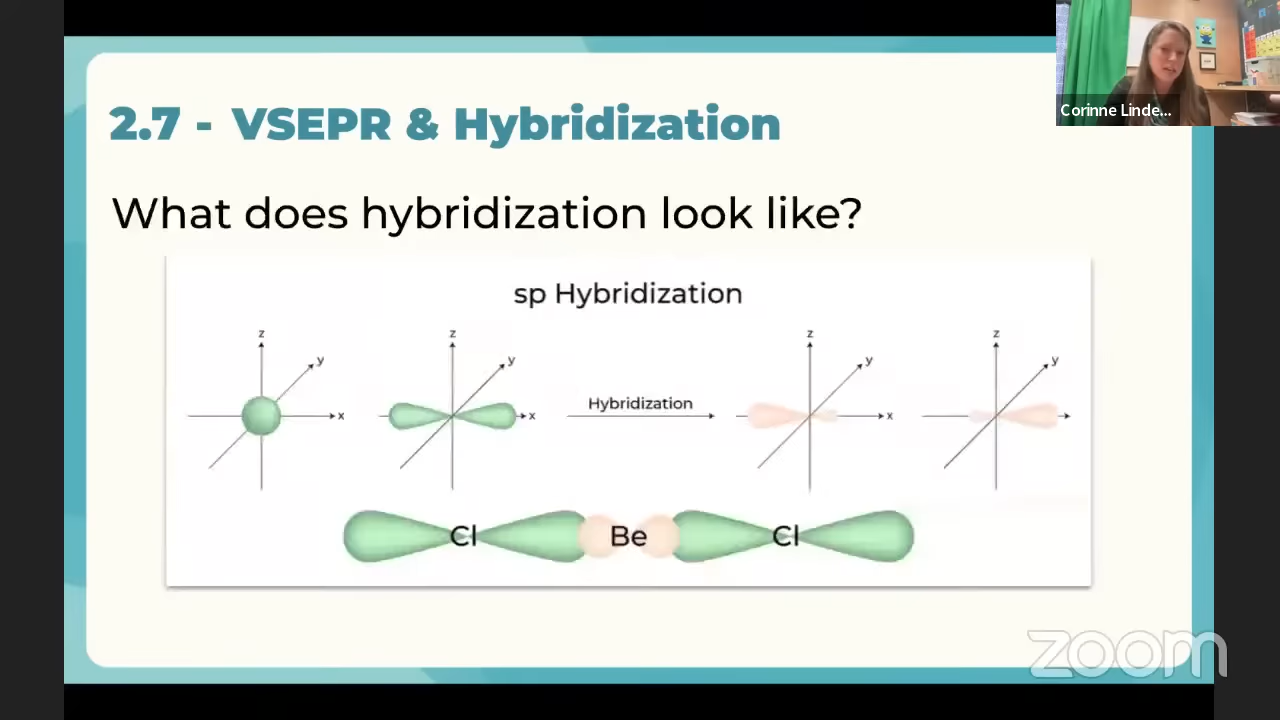 Corinne Linde...
2.7 - VSEPR & Hybridization
What does hybridization look like?
sp Hybridization
z
y
x
z
y
x
Hybridization
z
y
x
z
y
Cl
Be
Cl
zoom